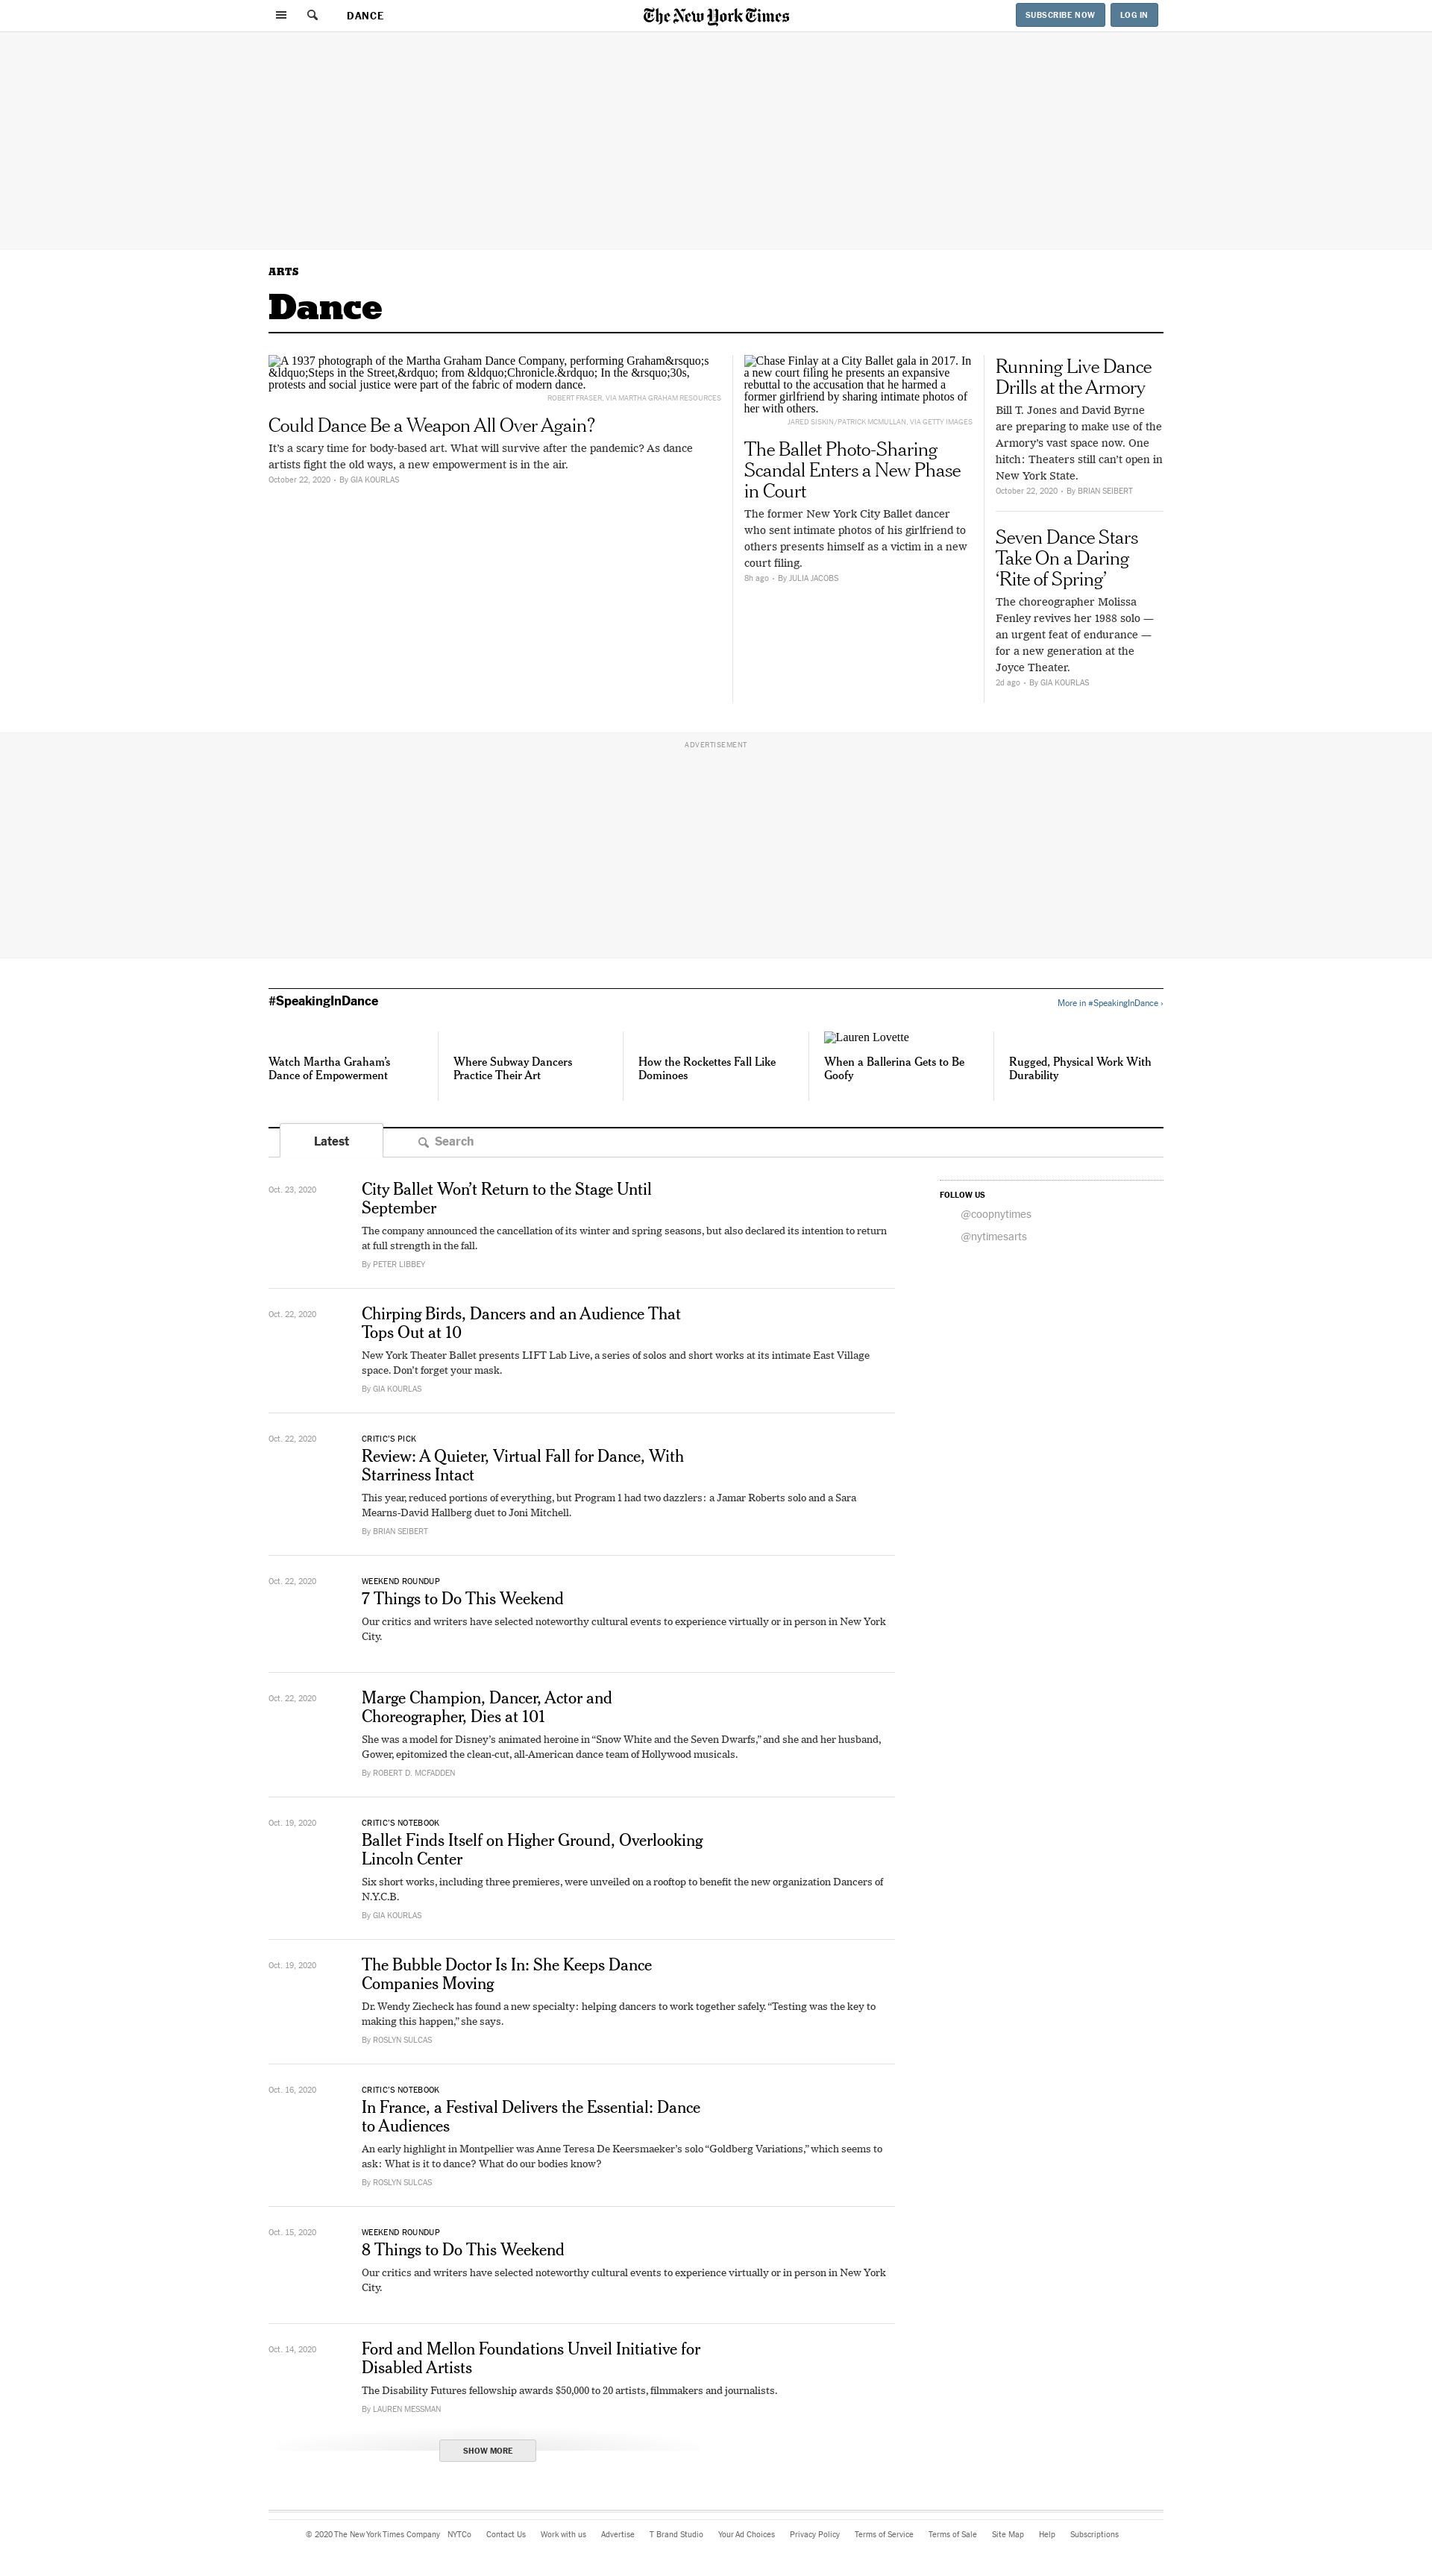 DANCE
The New York Times
SUBSCRIBE NOW
LOG IN
ARTS
Dance
A 1937 photograph of the Martha Graham Dance Company, performing Graham&rsquo;s
&ldquo;Steps in the Street,&rdquo; from &ldquo;Chronicle.&rdquo; In the &rsquo;30s,
protests and social justice were part of the fabric of modern dance.
ROBERT FRASER, VIA MARTHA GRAHAM RESOURCES
Could Dance Be a Weapon All Over Again?
It’s a scary time for body-based art. What will survive after the pandemic? As dance
artists fight the old ways, a new empowerment is in the air.
October 22, 2020 • By GIA KOURLAS
Chase Finlay at a City Ballet gala in 2017. In
a new court filing he presents an expansive
rebuttal to the accusation that he harmed a
former girlfriend by sharing intimate photos of
her with others.
JARED SISKIN/PATRICK MCMULLAN, VIA GETTY IMAGES
The Ballet Photo-Sharing
Scandal Enters a New Phase
in Court
The former New York City Ballet dancer
who sent intimate photos of his girlfriend to
others presents himself as a victim in a new
court filing.
8h ago • By JULIA JACOBS
Running Live Dance
Drills at the Armory
Bill T. Jones and David Byrne
are preparing to make use of the
Armory’s vast space now. One
hitch: Theaters still can’t open in
New York State.
October 22, 2020 • By BRIAN SEIBERT
Seven Dance Stars
Take On a Daring
‘Rite of Spring’
The choreographer Molissa
Fenley revives her 1988 solo —
an urgent feat of endurance —
for a new generation at the
Joyce Theater.
2d ago • By GIA KOURLAS
ADVERTISEMENT
#SpeakingInDance
More in #SpeakingInDance ›
Watch Martha Graham’s
Dance of Empowerment
Where Subway Dancers
Practice Their Art
How the Rockettes Fall Like
Dominoes
Lauren Lovette
When a Ballerina Gets to Be
Goofy
Rugged, Physical Work With
Durability
Latest
Search
Oct. 23, 2020
City Ballet Won’t Return to the Stage Until
September
The company announced the cancellation of its winter and spring seasons, but also declared its intention to return
at full strength in the fall.
By PETER LIBBEY
FOLLOW US
@coopnytimes
@nytimesarts
Oct. 22, 2020
Chirping Birds, Dancers and an Audience That
Tops Out at 10
New York Theater Ballet presents LIFT Lab Live, a series of solos and short works at its intimate East Village
space. Don’t forget your mask.
By GIA KOURLAS
Oct. 22, 2020
CRITIC’S PICK
Review: A Quieter, Virtual Fall for Dance, With
Starriness Intact
This year, reduced portions of everything, but Program 1 had two dazzlers: a Jamar Roberts solo and a Sara
Mearns-David Hallberg duet to Joni Mitchell.
By BRIAN SEIBERT
Oct. 22, 2020
WEEKEND ROUNDUP
7 Things to Do This Weekend
Our critics and writers have selected noteworthy cultural events to experience virtually or in person in New York
City.
Oct. 22, 2020
Marge Champion, Dancer, Actor and
Choreographer, Dies at 101
She was a model for Disney’s animated heroine in “Snow White and the Seven Dwarfs,” and she and her husband,
Gower, epitomized the clean-cut, all-American dance team of Hollywood musicals.
By ROBERT D. MCFADDEN
Oct. 19, 2020
CRITIC’S NOTEBOOK
Ballet Finds Itself on Higher Ground, Overlooking
Lincoln Center
Six short works, including three premieres, were unveiled on a rooftop to benefit the new organization Dancers of
N.Y.C.B.
By GIA KOURLAS
Oct. 19, 2020
The Bubble Doctor Is In: She Keeps Dance
Companies Moving
Dr. Wendy Ziecheck has found a new specialty: helping dancers to work together safely. “Testing was the key to
making this happen,” she says.
By ROSLYN SULCAS
Oct. 16, 2020
CRITIC’S NOTEBOOK
In France, a Festival Delivers the Essential: Dance
to Audiences
An early highlight in Montpellier was Anne Teresa De Keersmaeker’s solo “Goldberg Variations,” which seems to
ask: What is it to dance? What do our bodies know?
By ROSLYN SULCAS
Oct. 15, 2020
WEEKEND ROUNDUP
8 Things to Do This Weekend
Our critics and writers have selected noteworthy cultural events to experience virtually or in person in New York
City.
Oct. 14, 2020
Ford and Mellon Foundations Unveil Initiative for
Disabled Artists
The Disability Futures fellowship awards $50,000 to 20 artists, filmmakers and journalists.
By LAUREN MESSMAN
SHOW MORE
© 2020 The New York Times Company NYTCo Contact Us Work with us Advertise T Brand Studio Your Ad Choices Privacy Policy Terms of Service Terms of Sale Site Map Help Subscriptions